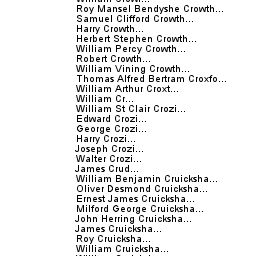 Roy Mansel Bendyshe Crowth...
Samuel Clifford Crowth...
Harry Crowth...
Herbert Stephen Crowth...
William Percy Crowth...
Robert Crowth...
William Vining Crowth...
Thomas Alfred Bertram Croxfo...
William Arthur Croxt...
William Cr...
William St Clair Crozi...
Edward Crozi...
George Crozi...
Harry Crozi...
Joseph Crozi...
Walter Crozi...
James Crud...
William Benjamin Cruicksha...
Oliver Desmond Cruicksha...
Ernest James Cruicksha...
Milford George Cruicksha...
John Herring Cruicksha...
James Cruicksha...
Roy Cruicksha...
William Cruicksha...